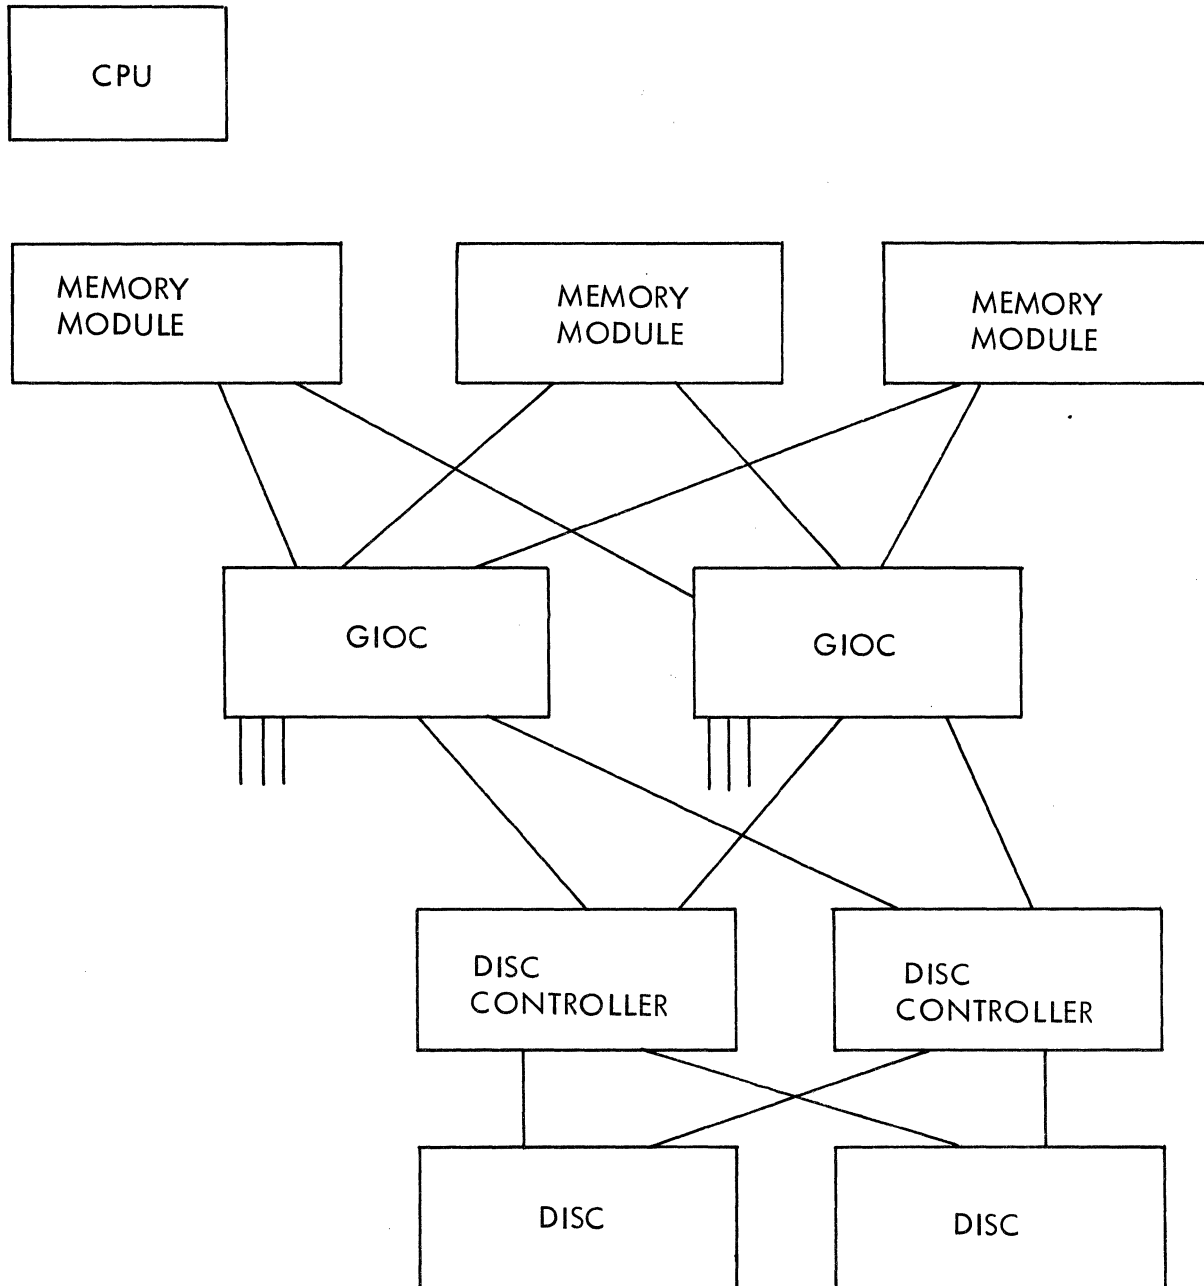 CPU
MEMORY
MODULE
MEMORY
MODULE
MEMORY
MODULE
GIOC
GIOC
DISC
CONTROLLER
DISC
CONTROLLER
DISC
DISC